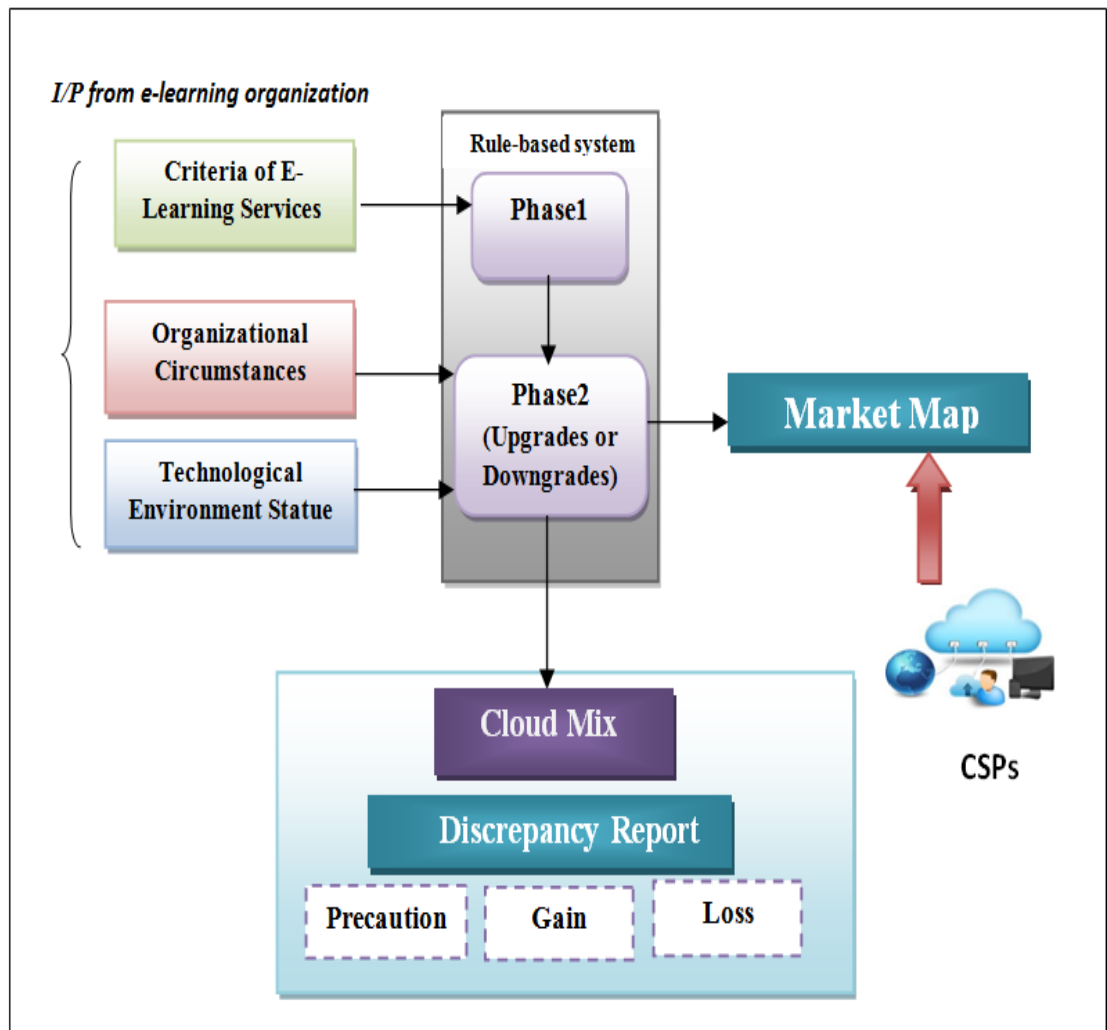 I/P from e-learning organization
Criteria of E-
Learning Services
Organizational
Circumstances
Technological
Environment Statue
Rule-based system
Phase1
Phase2
(Upgrades or
Downgrades)
Market Map
CSPs
Cloud Mix
Discrepancy Report
Precaution
Gain
Loss